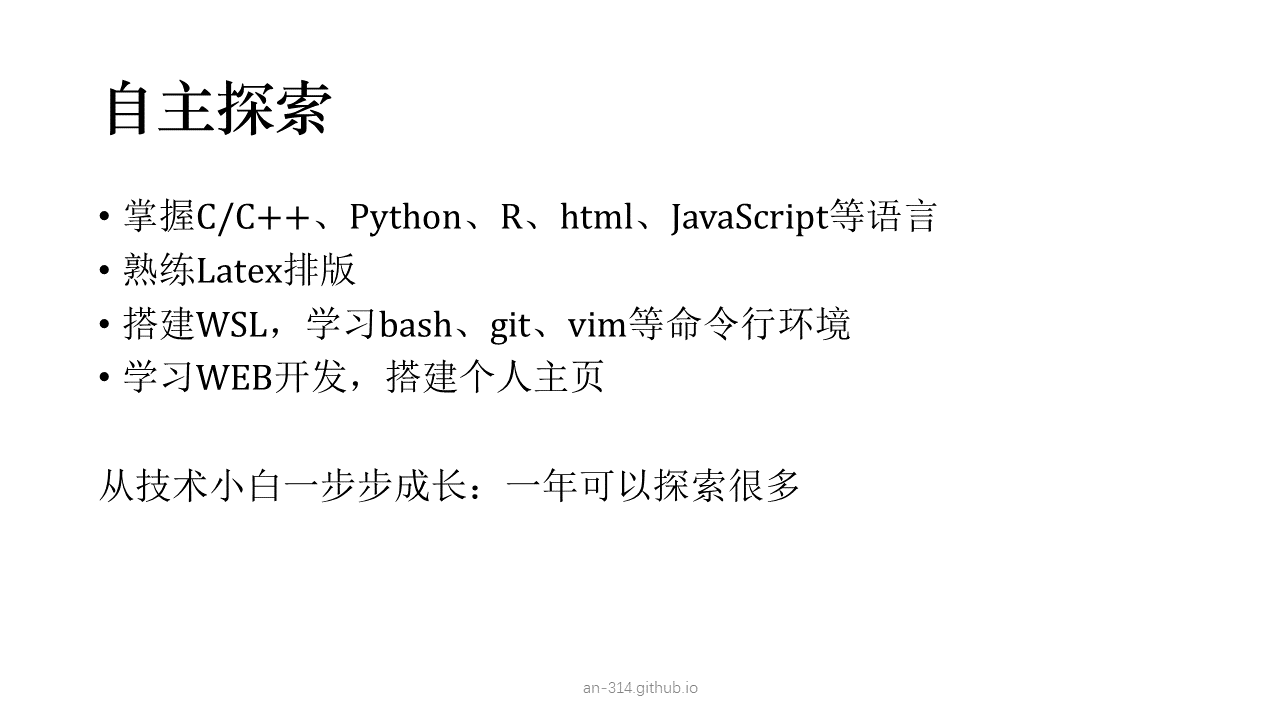 自主探索
• 掌握C/C++、Python、R、html、JavaScript等语言
• 熟练Latex排版
• 搭建WSL，学习bash、git、vim等命令行环境
• 学习WEB开发，搭建个人主页
从技术小白一步步成长：一年可以探索很多
an-314.github.io